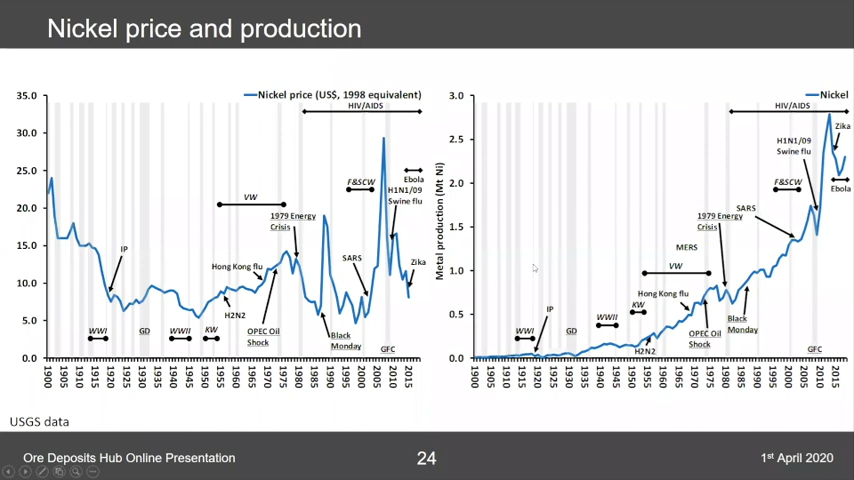 Nickel price and production
35.0
30.0
25.0
20.0
15.0
10.0
5.0
0.0
Nickel price (US$, 1998 equivalent)
HIV/AIDS
Ebola
F&SCW
H1N1/09
Swine flu
VW
1979 Energy
Crisis
IP
Hong Kong flu
SARS
Zika
H2N2
OPEC Oil
Shock
Black
Monday
WWI
GD
WWII
KW
GFC
1900
1905
1910
1915
1920
1925
1930
1935
1940
1945
1950
1955
1960
1965
1970
1975
1980
1985
1990
1995
2000
2005
2010
2015
Metal production (Mt Ni)
3.0
2.5
2.0
1.5
1.0
0.5
0.0
Nickel
HIV/AIDS
Zika
H1N1/09
Swine flu
F&SCW
Ebola
SARS
1979 Energy
Crisis
MERS
VW
Hong Kong flu
KW
IP
WWII
Black
Monday
WWI
GD
OPEC Oil
Shock
H2N2
GFC
1900
1905
1910
1915
1920
1925
1930
1935
1940
1945
1950
1955
1960
1965
1970
1975
1980
1985
1990
1995
2000
2005
2010
2015
USGS data
Ore Deposits Hub Online Presentation
24
1st April 2020